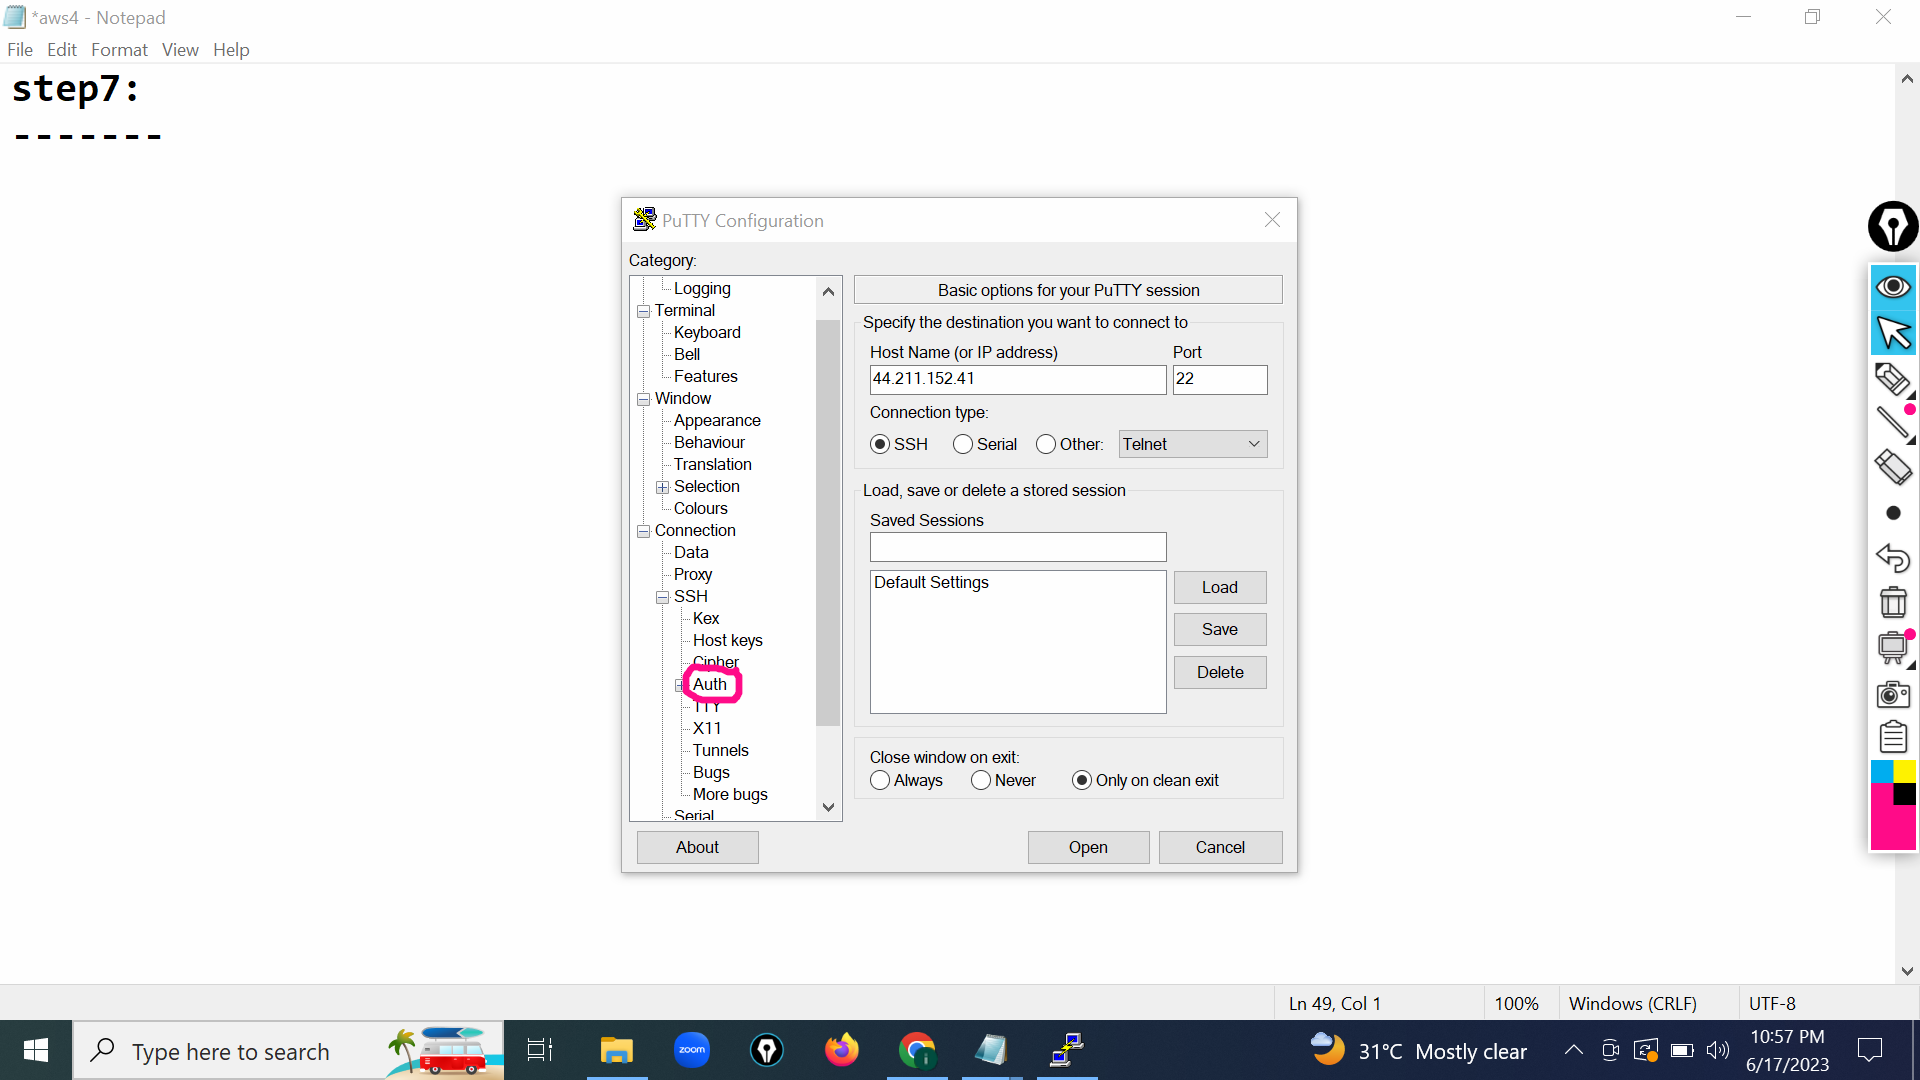 *aws4 - Notepad
File Edit Format View Help
step7:
-------
PuTTY Configuration
Category:
Logging
Terminal
Keyboard
Bell
Features
Window
Appearance
Behaviour
Translation
Selection
Colours
Connection
Data
Proxy
SSH
Kex
Host keys
Cipher
Auth
TTY
X11
Tunnels
Bugs
More bugs
Serial
Basic options for your PuTTY session
Specify the destination you want to connect to
Host Name (or IP address) Port
44.211.152.41 22
Connection type:
SSH Serial Other: Telnet
Load, save or delete a stored session
Saved Sessions
Default Settings
Load
Save
Delete
Close window on exit:
Always Never Only on clean exit
About Open Cancel
Ln 49, Col 1 100% Windows (CRLF) UTF-8
Type here to search
zoom
31°C Mostly clear
10:57 PM
6/17/2023